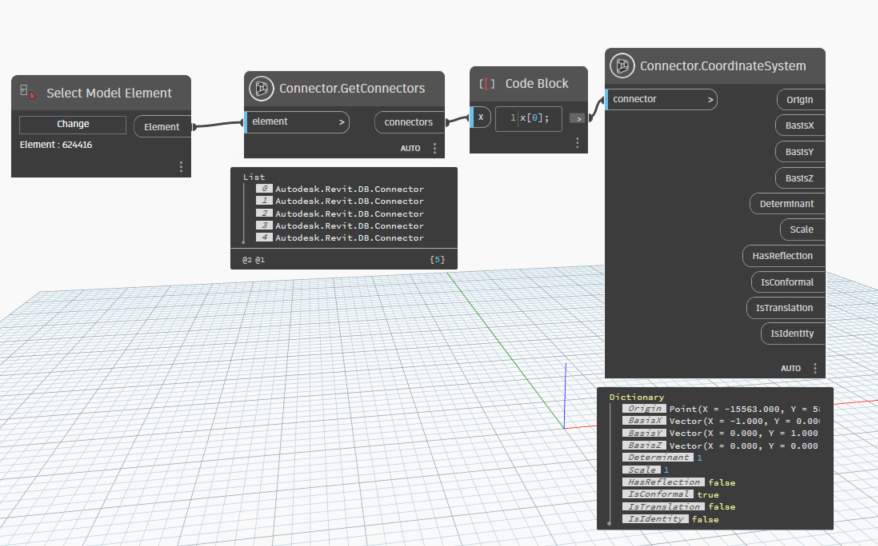 Select Model Element
Change
Element
Element : 624416
Connector.GetConnectors
element
>
connectors
AUTO
List
0 Autodesk.Revit.DB.Connector
1 Autodesk.Revit.DB.Connector
2 Autodesk.Revit.DB.Connector
3 Autodesk.Revit.DB.Connector
4 Autodesk.Revit.DB.Connector
@2 @1
{5}
Code Block
x
1 x[0];
>
Connector.CoordinateSystem
connector
>
Origin
BasisX
BasisY
BasisZ
Determinant
Scale
HasReflection
IsConformal
IsTranslation
IsIdentity
AUTO
Dictionary
Origin Point(X = -15563.000, Y = 5
BasisX Vector(X = -1.000, Y = 0.00
BasisY Vector(X = 0.000, Y = 1.000
BasisZ Vector(X = 0.000, Y = 0.000
Determinant 1
Scale 1
HasReflection false
IsConformal true
IsTranslation false
IsIdentity false